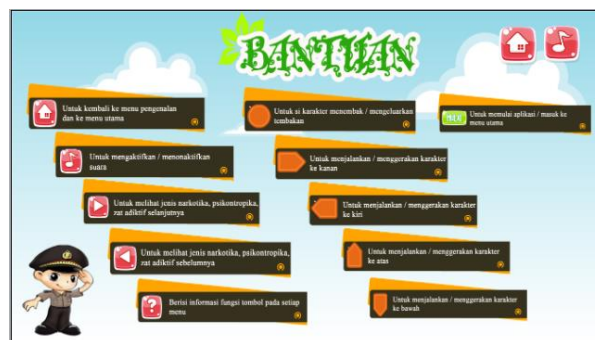 BANTUAN
Untuk kembali ke menu pengenalan
dan ke menu utama
Untuk mengaktifkan / menonaktifkan
suara
Untuk melihat jenis narkotika, psikontropika,
zat adiktif selanjutnya
Untuk melihat jenis narkotika, psikontropika,
zat adiktif sebelumnya
Berisi informasi fungsi tombol pada setiap
menu
Untuk si karakter menembak / mengeluarkan
tembakan
Untuk menjalankan / menggerakan karakter
ke kanan
Untuk menjalankan / menggerakan karakter
ke kiri
Untuk menjalankan / menggerakan karakter
ke atas
Untuk menjalankan / menggerakan karakter
ke bawah
Untuk memulai aplikasi / masuk ke
menu utama